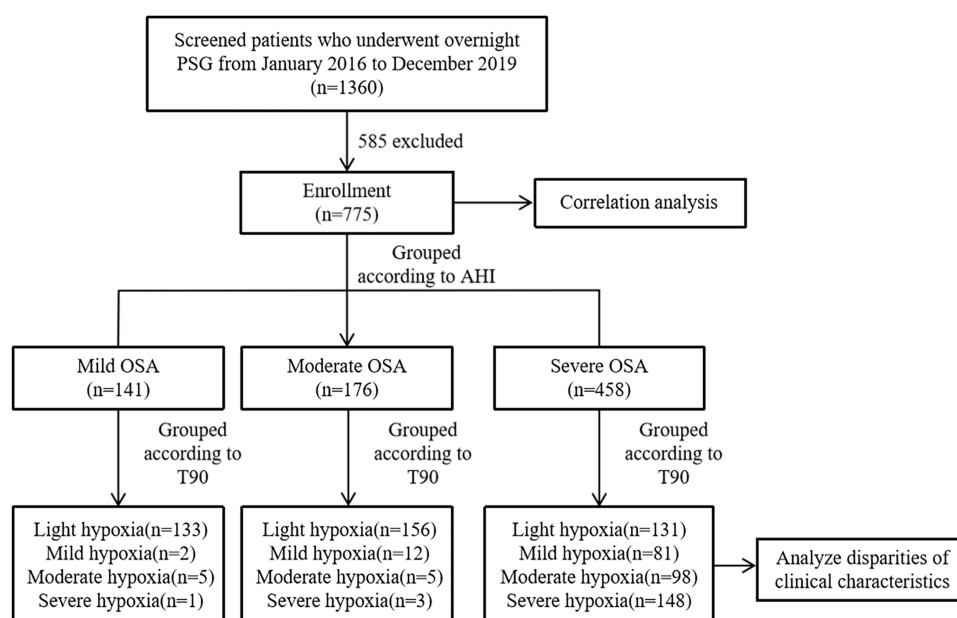 Screened patients who underwent overnight
PSG from January 2016 to December 2019
(n=1360)
585 excluded
Enrollment
(n=775)
Correlation analysis
Grouped
according to AHI
Mild OSA
(n=141)
Moderate OSA
(n=176)
Severe OSA
(n=458)
Grouped
according to
T90
Grouped
according to
T90
Grouped
according to
T90
Light hypoxia(n=133)
Mild hypoxia(n=2)
Moderate hypoxia(n=5)
Severe hypoxia(n=1)
Light hypoxia(n=156)
Mild hypoxia(n=12)
Moderate hypoxia(n=5)
Severe hypoxia(n=3)
Light hypoxia(n=131)
Mild hypoxia(n=81)
Moderate hypoxia(n=98)
Severe hypoxia(n=148)
Analyze disparities of
clinical characteristics